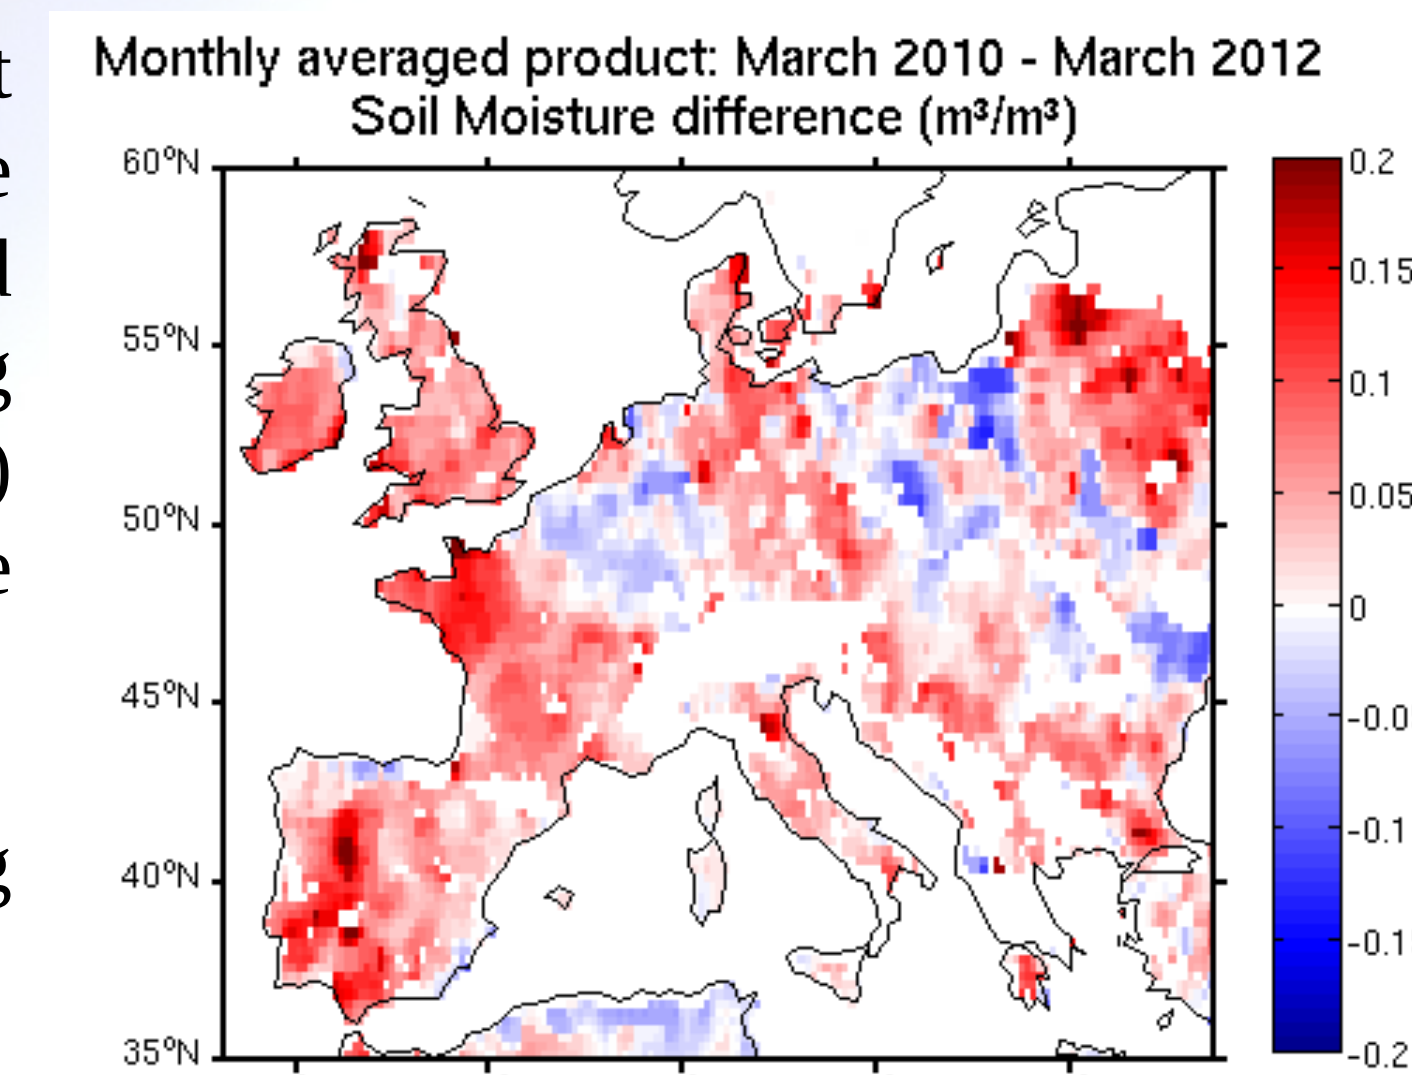 t
e
d
g
)
e
g
Monthly averaged product: March 2010 - March 2012
Soil Moisture difference (m³/m³)
60°N
55°N
50°N
45°N
40°N
35°N
0.2
0.15
0.1
0.05
0
-0.0
-0.1
-0.1
-0.2